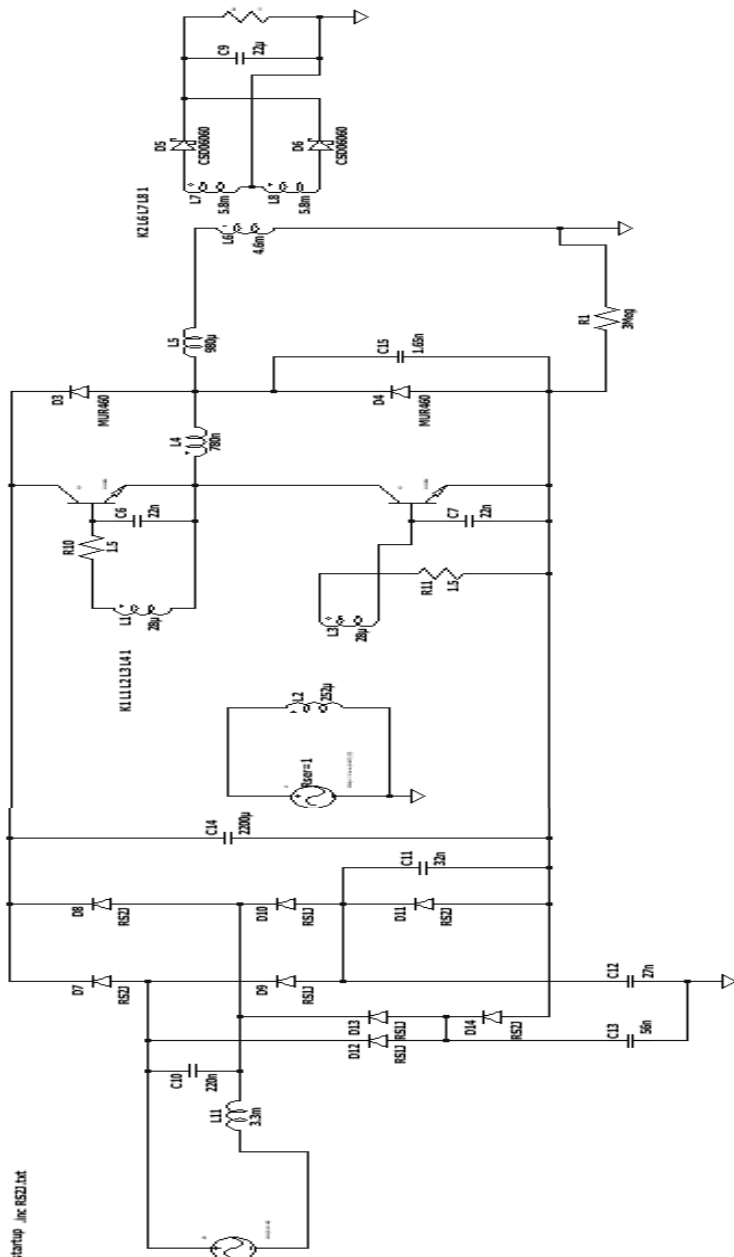 C9
22µ
D5
CSD06060
D6
CSD06060
L7
5.8m
L8
5.8m
K2 L6 L7 L8 1
L6
4.6m
L5
980µ
C15
1.65n
R1
3Meg
D3
MUR460
D4
MUR460
L4
780n
C6
22n
C7
22n
R10
1.5
R11
1.5
L1
28µ
L3
28µ
K1 L1 L2 L3 L4 1
L2
252µ
Rser=1
C14
2200µ
C11
32n
D8
RS2J
D10
RS1J
D11
RS2J
D7
RS2J
D9
RS1J
C12
27n
D13
RS1J
D14
RS2J
D12
RS1J
C13
56n
C10
220n
L11
3.3m
startup .inc RS2J.txt